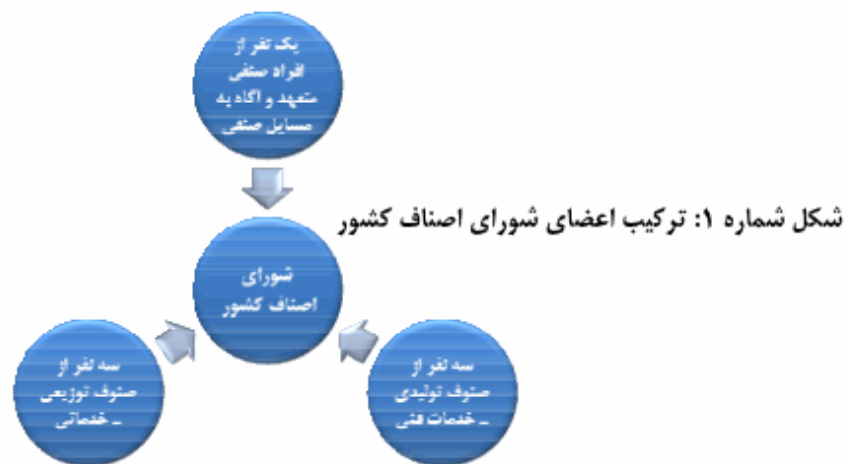 یک نفر از
افراد صنفی
متعهد و آگاه به
مسایل صنفی
شکل شماره ۱: ترکیب اعضای شورای اصناف کشور
شورای
اصناف کشور
سه نفر از
صنوف تولیدی
ـ خدمات فنی
سه نفر از
صنوف توزیعی
ـ خدماتی